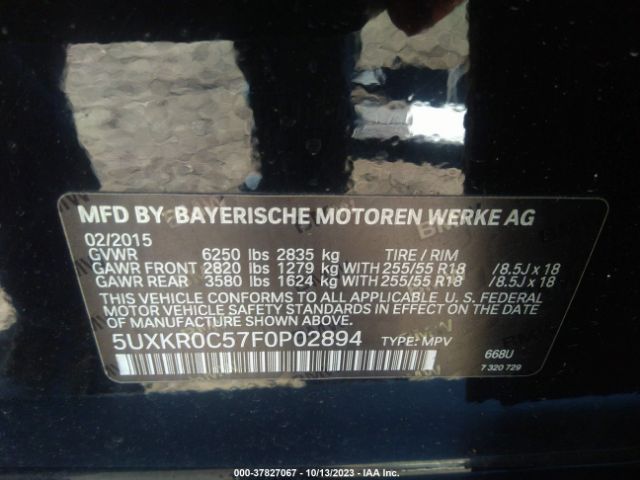 MFD BY BAYERISCHE MOTOREN WERKE AG
02/2015
GVWR 6250 lbs 2835 kg TIRE / RIM
GAWR FRONT 2820 lbs 1279 kg WITH 255/55 R18 /8.5J x 18
GAWR REAR 3580 lbs 1624 kg WITH 255/55 R18 /8.5J x 18
THIS VEHICLE CONFORMS TO ALL APPLICABLE U. S. FEDERAL
MOTOR VEHICLE SAFETY STANDARDS IN EFFECT ON THE DATE
OF MANUFACTURE SHOWN ABOVE.
5UXKR0C57F0P02894 TYPE: MPV
668U
7 320 729
000-37827067 - 10/13/2023 - IAA Inc.